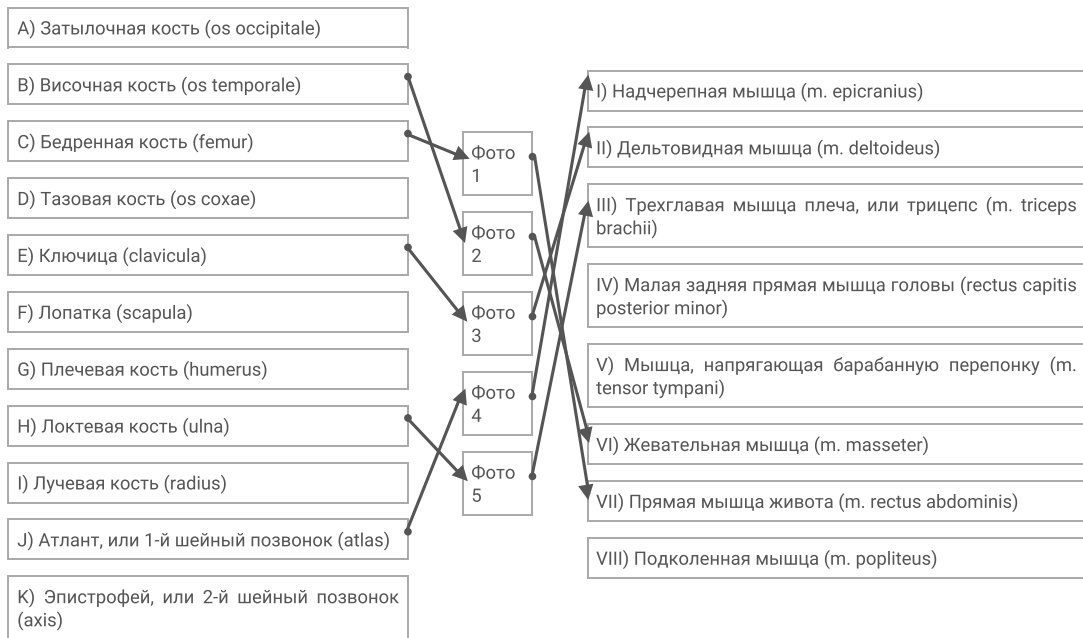 A) Затылочная кость (os occipitale)
B) Височная кость (os temporale)
C) Бедренная кость (femur)
D) Тазовая кость (os coxae)
E) Ключица (clavicula)
F) Лопатка (scapula)
G) Плечевая кость (humerus)
H) Локтевая кость (ulna)
I) Лучевая кость (radius)
J) Атлант, или 1-й шейный позвонок (atlas)
K) Эпистрофей, или 2-й шейный позвонок
(axis)
Фото
1
Фото
2
Фото
3
Фото
4
Фото
5
I) Надчерепная мышца (m. epicranius)
II) Дельтовидная мышца (m. deltoideus)
III) Трехглавая мышца плеча, или трицепс (m. triceps
brachii)
IV) Малая задняя прямая мышца головы (rectus capitis
posterior minor)
V) Мышца, напрягающая барабанную перепонку (m.
tensor tympani)
VI) Жевательная мышца (m. masseter)
VII) Прямая мышца живота (m. rectus abdominis)
VIII) Подколенная мышца (m. popliteus)